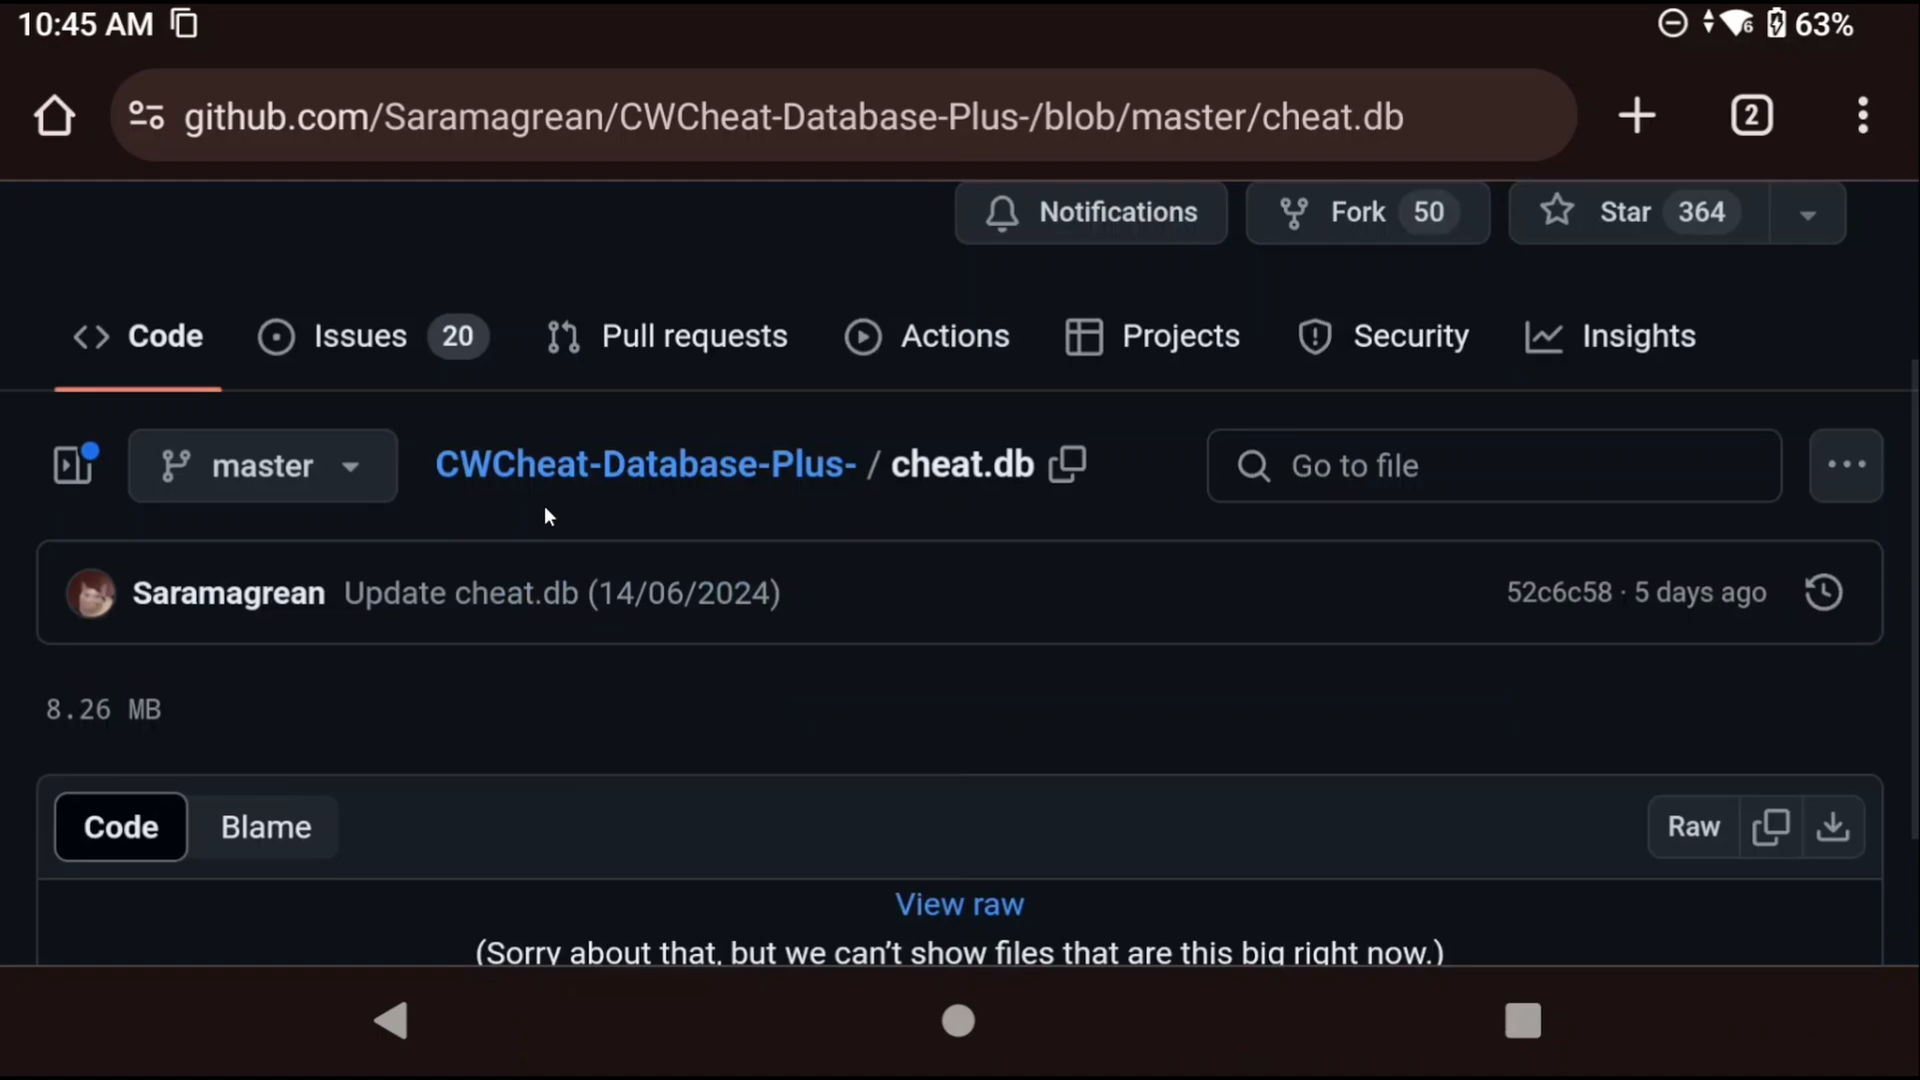 10:45 AM
6 63%
github.com/Saramagrean/CWCheat-Database-Plus-/blob/master/cheat.db
2
Notifications
Fork 50
Star 364
Code
Issues 20
Pull requests
Actions
Projects
Security
Insights
master
CWCheat-Database-Plus- / cheat.db
Go to file
Saramagrean Update cheat.db (14/06/2024)
52c6c58 · 5 days ago
8.26 MB
Code
Blame
Raw
View raw
(Sorry about that, but we can’t show files that are this big right now.)